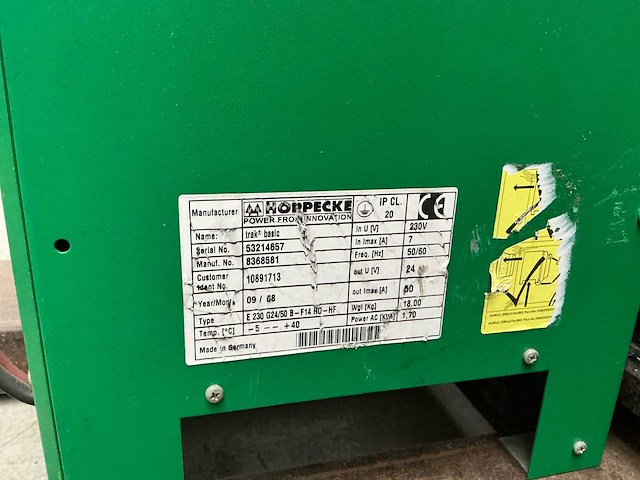 Manufacturer HOPPECKE IP CL. CE
POWER FROM INNOVATION 20
Name: trak® basic In U [V] 230V
Serial No. 53214657 In Imax [A] 7
Manuf. No. 8368581 Freq. [Hz] 50/60
Customer Ident No. 10891713 out U [V] 24
Year/Month 09 / 08 out Imax.[A] 50
Type E 230 G24/50 B - F14 HO-HF Wgt [Kg] 18.00
Temp. [°C] -5 -- +40 Power AC [KVA] 1,70
Made in Germany